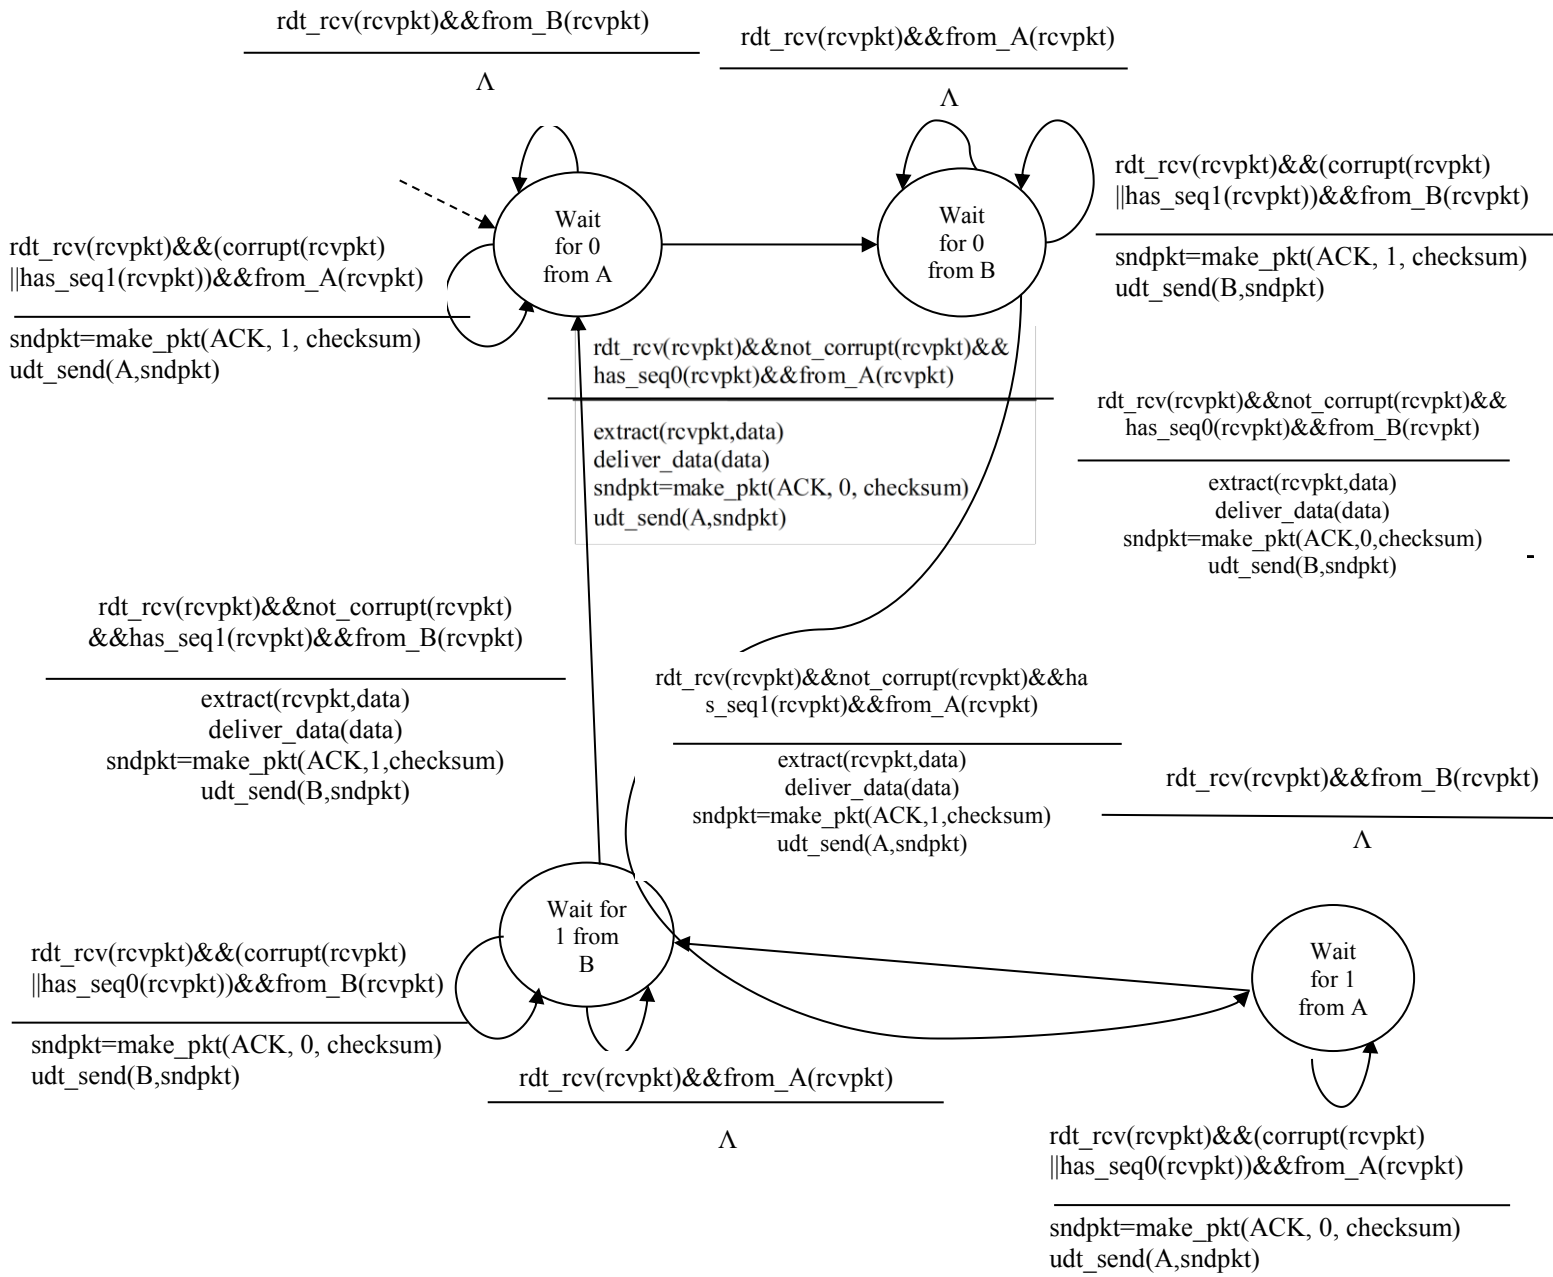 rdt_rcv(rcvpkt)&&from_B(rcvpkt)
Λ
rdt_rcv(rcvpkt)&&from_A(rcvpkt)
Λ
Wait
for 0
from A
Wait
for 0
from B
rdt_rcv(rcvpkt)&&(corrupt(rcvpkt)
||has_seq1(rcvpkt))&&from_B(rcvpkt)
sndpkt=make_pkt(ACK, 1, checksum)
udt_send(B,sndpkt)
rdt_rcv(rcvpkt)&&(corrupt(rcvpkt)
||has_seq1(rcvpkt))&&from_A(rcvpkt)
sndpkt=make_pkt(ACK, 1, checksum)
udt_send(A,sndpkt)
rdt_rcv(rcvpkt)&&not_corrupt(rcvpkt)&&
has_seq0(rcvpkt)&&from_A(rcvpkt)
extract(rcvpkt,data)
deliver_data(data)
sndpkt=make_pkt(ACK, 0, checksum)
udt_send(A,sndpkt)
rdt_rcv(rcvpkt)&&not_corrupt(rcvpkt)&&
has_seq0(rcvpkt)&&from_B(rcvpkt)
extract(rcvpkt,data)
deliver_data(data)
sndpkt=make_pkt(ACK,0,checksum)
udt_send(B,sndpkt)
-
rdt_rcv(rcvpkt)&&not_corrupt(rcvpkt)
&&has_seq1(rcvpkt)&&from_B(rcvpkt)
extract(rcvpkt,data)
deliver_data(data)
sndpkt=make_pkt(ACK,1,checksum)
udt_send(B,sndpkt)
rdt_rcv(rcvpkt)&&not_corrupt(rcvpkt)&&ha
s_seq1(rcvpkt)&&from_A(rcvpkt)
extract(rcvpkt,data)
deliver_data(data)
sndpkt=make_pkt(ACK,1,checksum)
udt_send(A,sndpkt)
rdt_rcv(rcvpkt)&&from_B(rcvpkt)
Λ
Wait for
1 from
B
Wait
for 1
from A
rdt_rcv(rcvpkt)&&(corrupt(rcvpkt)
||has_seq0(rcvpkt))&&from_B(rcvpkt)
sndpkt=make_pkt(ACK, 0, checksum)
udt_send(B,sndpkt)
rdt_rcv(rcvpkt)&&from_A(rcvpkt)
Λ
rdt_rcv(rcvpkt)&&(corrupt(rcvpkt)
||has_seq0(rcvpkt))&&from_A(rcvpkt)
sndpkt=make_pkt(ACK, 0, checksum)
udt_send(A,sndpkt)